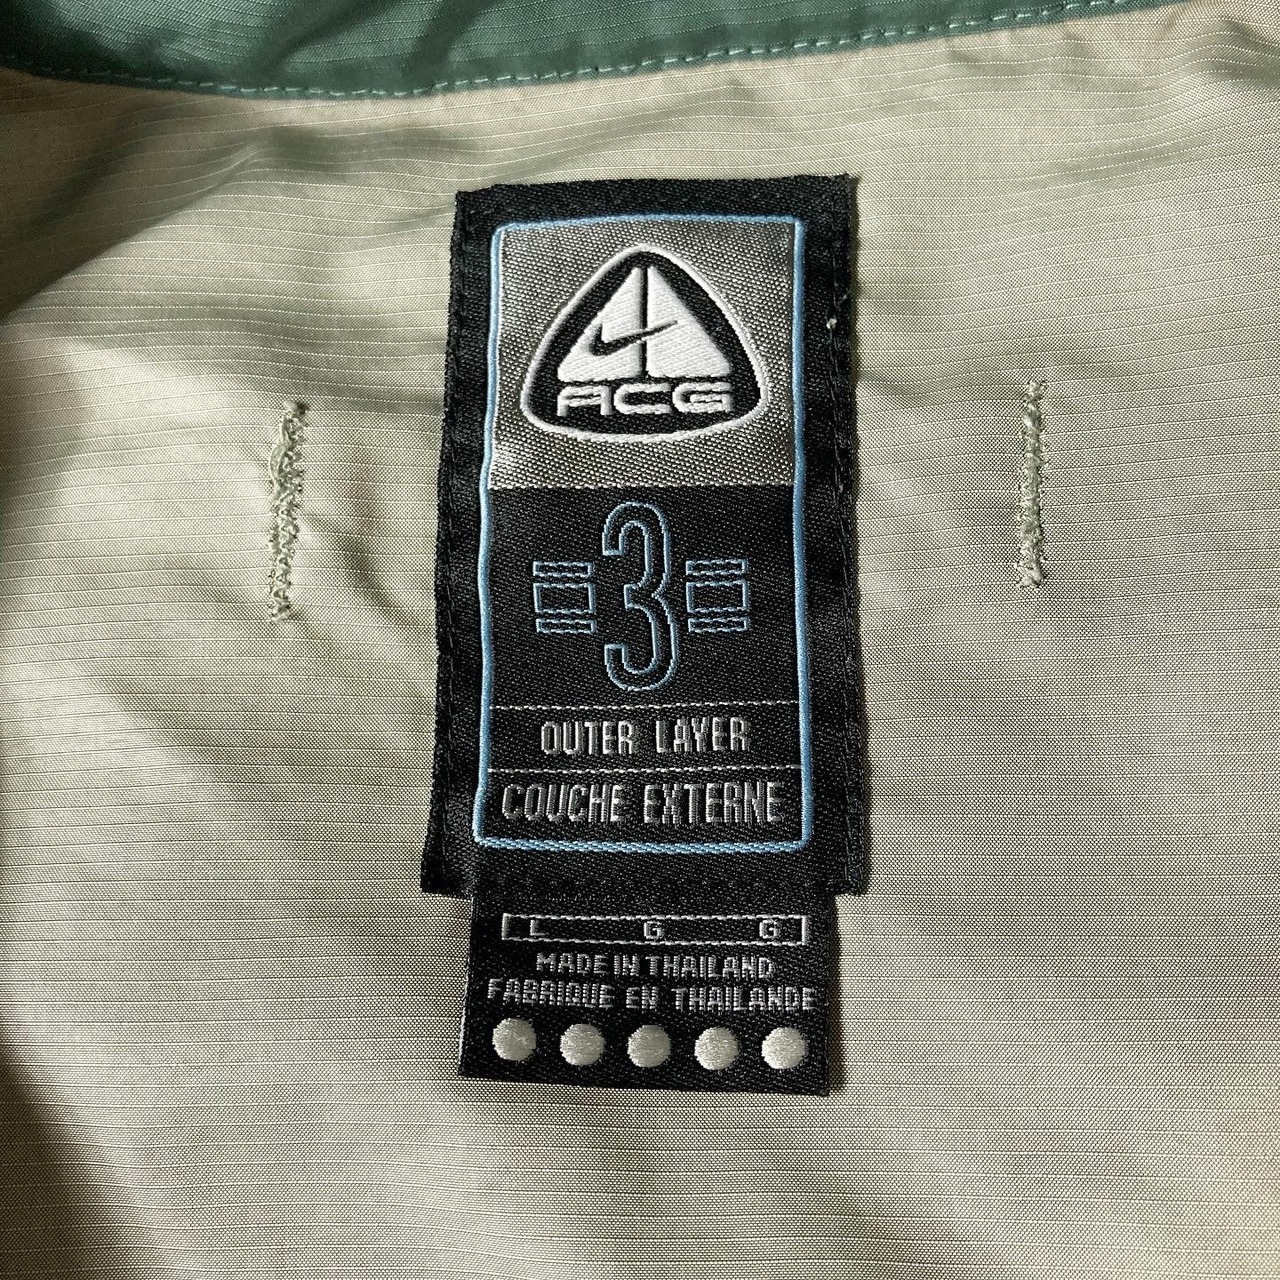 ACG
3
OUTER LAYER
COUCHE EXTERNE
L G G
MADE IN THAILAND
FABRIQUE EN THAILANDE